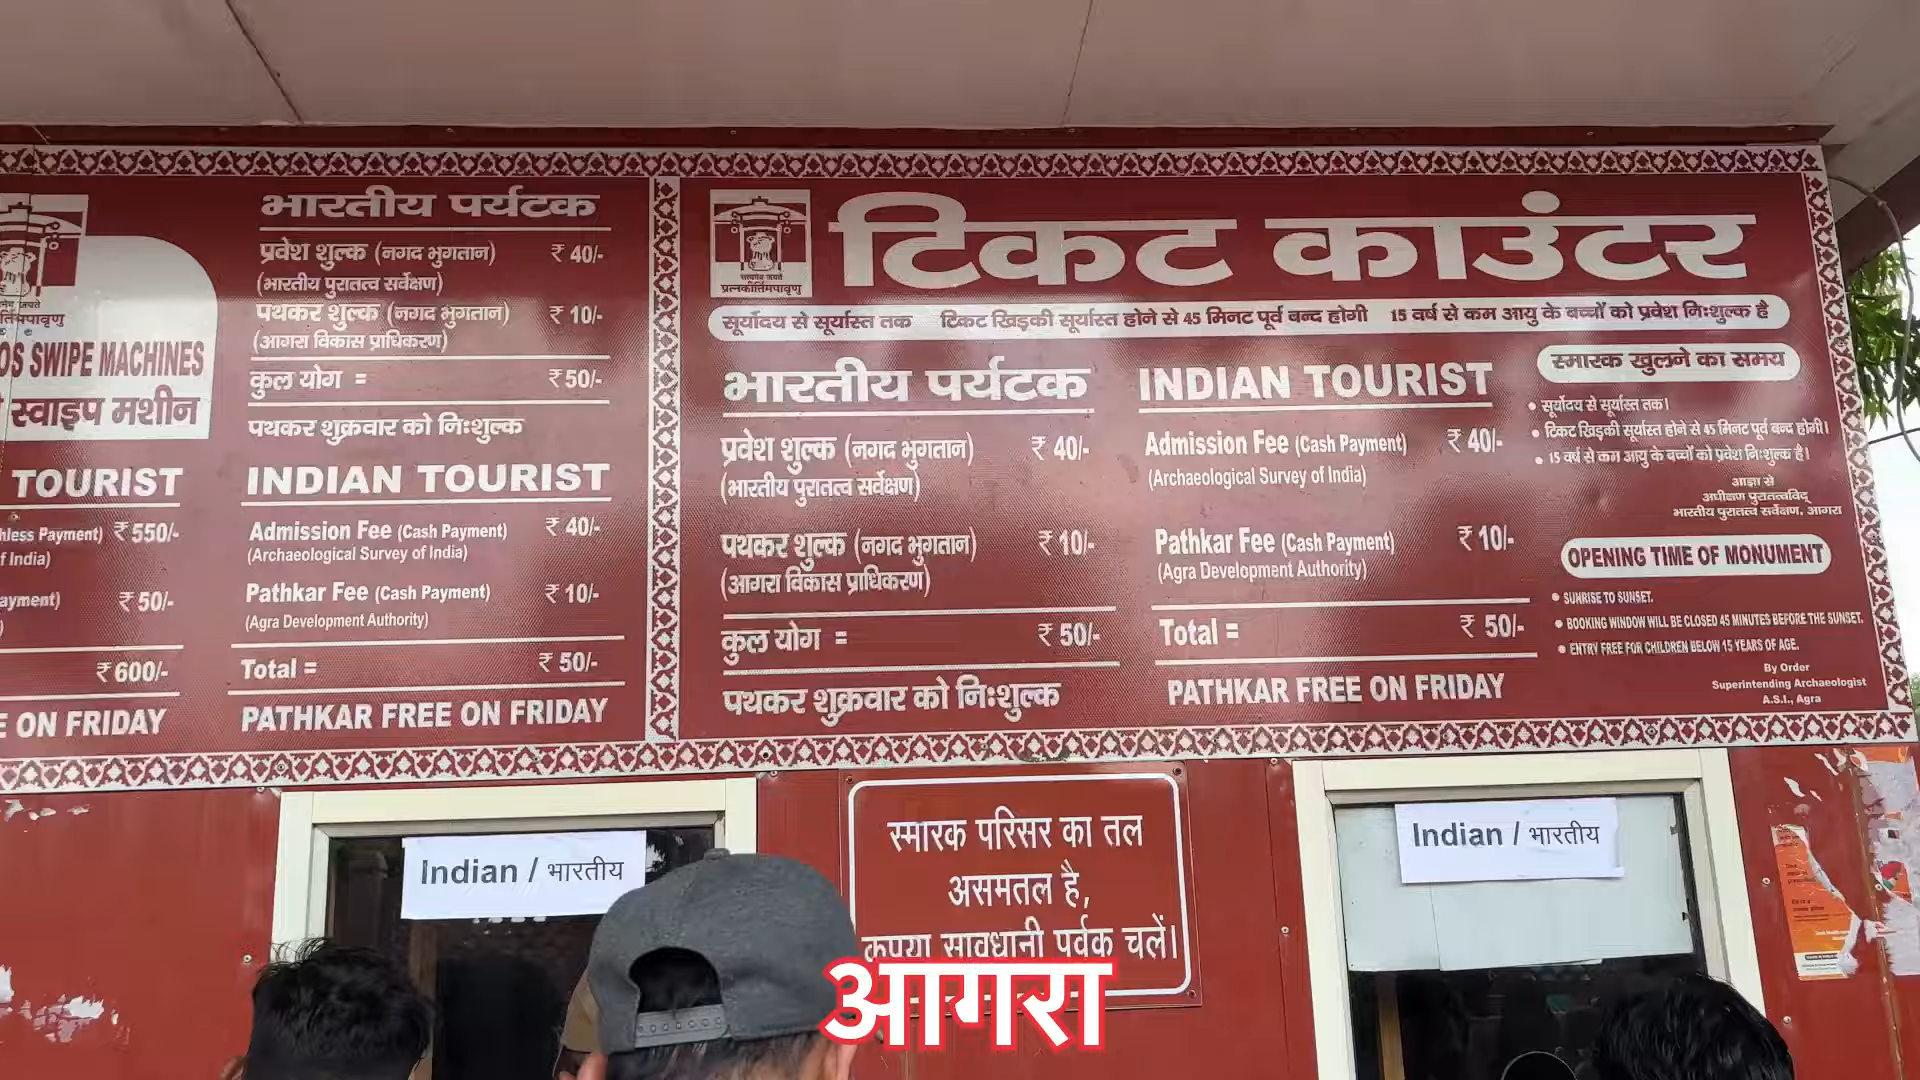 OS SWIPE MACHINES
स्वाइप मशीन
TOURIST
hless Payment) ₹ 550/-
f India)
ayment) ₹ 50/-
)
₹ 600/-
E ON FRIDAY
भारतीय पर्यटक
प्रवेश शुल्क (नगद भुगतान) ₹ 40/-
(भारतीय पुरातत्व सर्वेक्षण)
पथकर शुल्क (नगद भुगतान) ₹ 10/-
(आगरा विकास प्राधिकरण)
कुल योग = ₹ 50/-
पथकर शुक्रवार को निःशुल्क
INDIAN TOURIST
Admission Fee (Cash Payment) ₹ 40/-
(Archaeological Survey of India)
Pathkar Fee (Cash Payment) ₹ 10/-
(Agra Development Authority)
Total = ₹ 50/-
PATHKAR FREE ON FRIDAY
सत्यमेव जयते
प्रत्नकीर्तिमपावृणु
टिकट काउंटर
सूर्योदय से सूर्यास्त तक टिकट खिड़की सूर्यास्त होने से 45 मिनट पूर्व बन्द होगी 15 वर्ष से कम आयु के बच्चों को प्रवेश निःशुल्क है
भारतीय पर्यटक
प्रवेश शुल्क (नगद भुगतान) ₹ 40/-
(भारतीय पुरातत्व सर्वेक्षण)
पथकर शुल्क (नगद भुगतान) ₹ 10/-
(आगरा विकास प्राधिकरण)
कुल योग = ₹ 50/-
पथकर शुक्रवार को निःशुल्क
INDIAN TOURIST
Admission Fee (Cash Payment) ₹ 40/-
(Archaeological Survey of India)
Pathkar Fee (Cash Payment) ₹ 10/-
(Agra Development Authority)
Total = ₹ 50/-
PATHKAR FREE ON FRIDAY
स्मारक खुलने का समय
• सूर्योदय से सूर्यास्त तक।
• टिकट खिड़की सूर्यास्त होने से 45 मिनट पूर्व बन्द होगी।
• 15 वर्ष से कम आयु के बच्चों को प्रवेश निःशुल्क है।
आज्ञा से
अधीक्षण पुरातत्वविद्
भारतीय पुरातत्व सर्वेक्षण, आगरा
OPENING TIME OF MONUMENT
• SUNRISE TO SUNSET.
• BOOKING WINDOW WILL BE CLOSED 45 MINUTES BEFORE THE SUNSET.
• ENTRY FREE FOR CHILDREN BELOW 15 YEARS OF AGE.
By Order
Superintending Archaeologist
A.S.I., Agra
Indian / भारतीय
स्मारक परिसर का तल
असमतल है,
कृपया सावधानी पूर्वक चलें।
Indian / भारतीय
आगरा